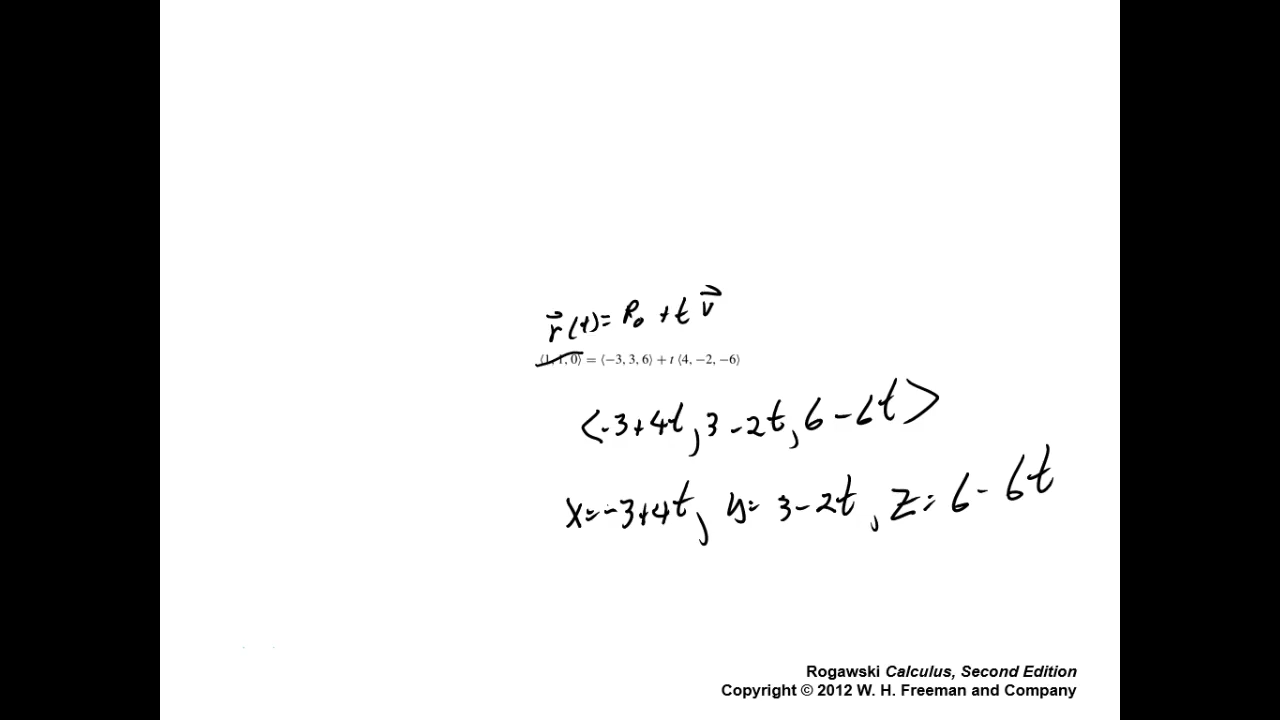 r⃗(t)= R₀ + t v⃗
⟨1, 1, 0⟩ = ⟨−3, 3, 6⟩ + t ⟨4, −2, −6⟩
<-3+4t, 3-2t, 6-6t>
x=-3+4t, y= 3-2t, z= 6-6t
Rogawski Calculus, Second Edition
Copyright © 2012 W. H. Freeman and Company